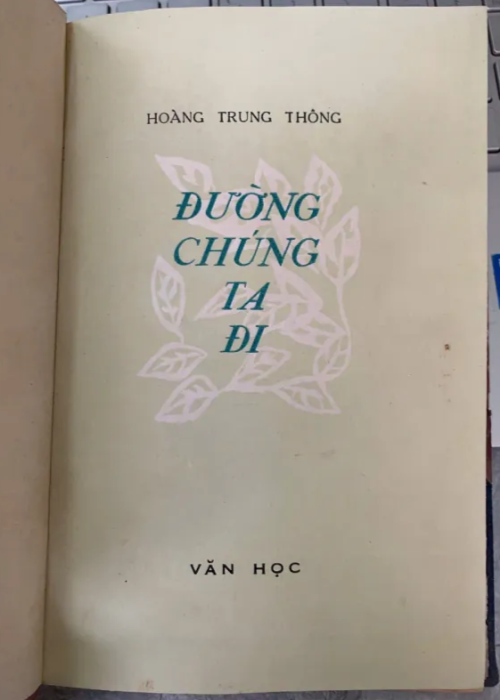 HOÀNG TRUNG THÔNG
ĐƯỜNG
CHÚNG
TA
ĐI
VĂN HỌC